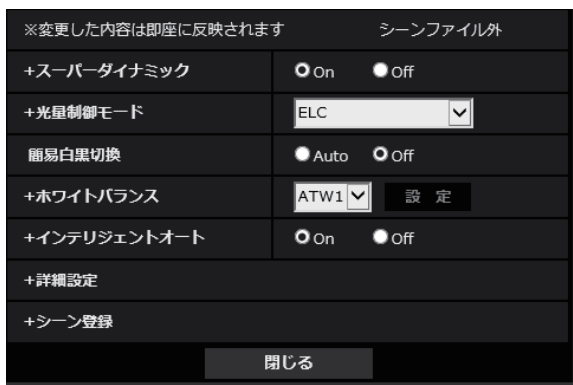 ※変更した内容は即座に反映されます シーンファイル外
+スーパーダイナミック On Off
+光量制御モード ELC
簡易白黒切換 Auto Off
+ホワイトバランス ATW1 設 定
+インテリジェントオート On Off
+詳細設定
+シーン登録
閉じる